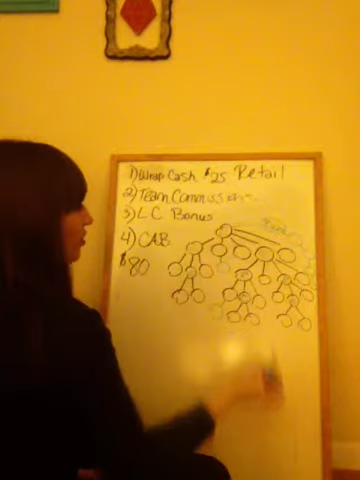 1) Wrap Cash $25 Retail
2) Team Commissions
3) LC Bonus
4) CAB
$80